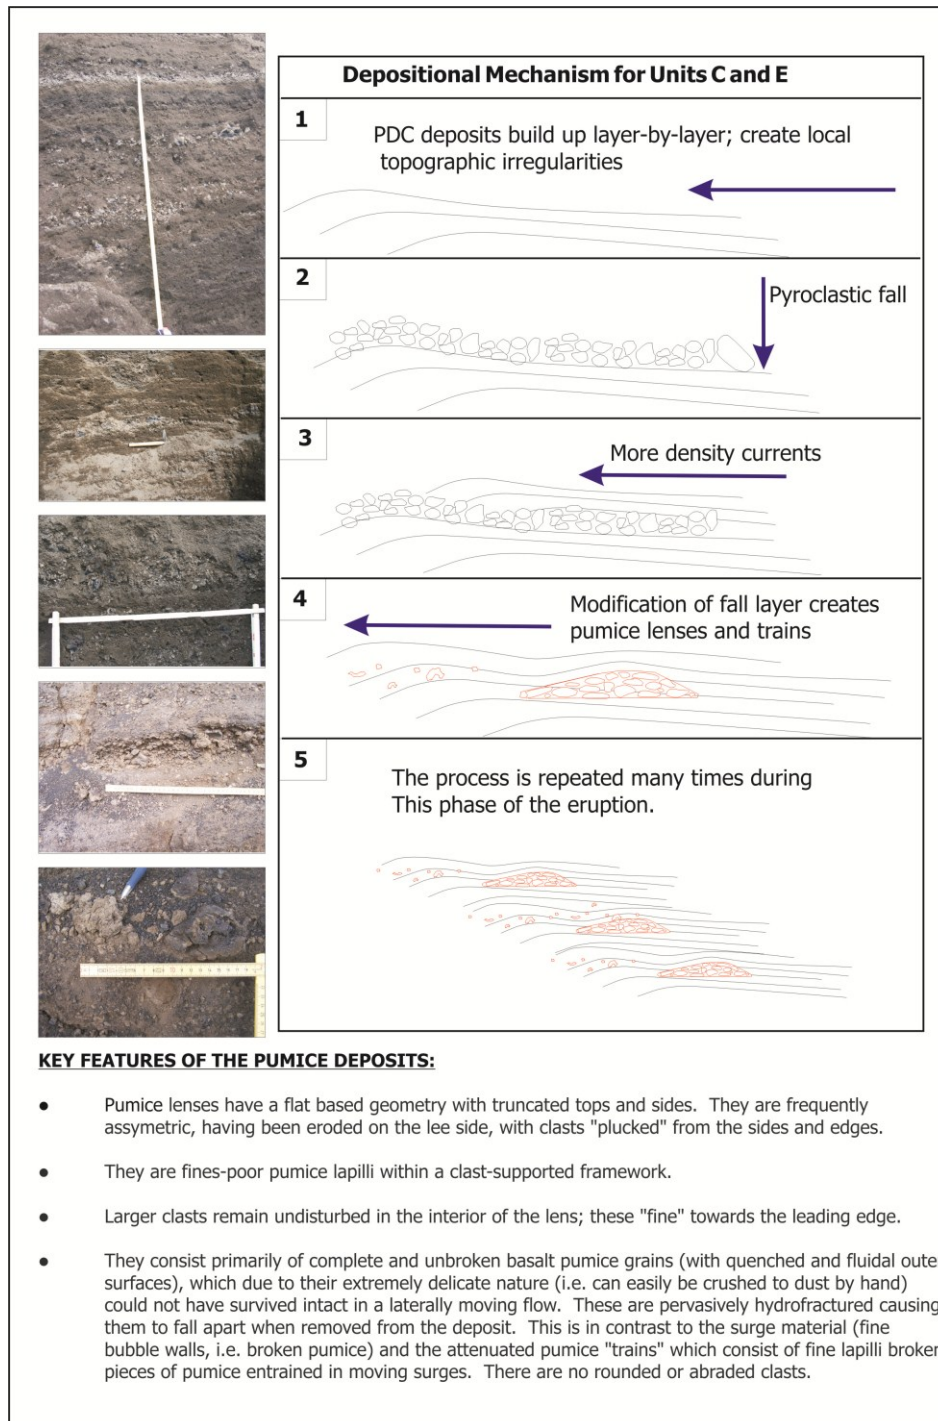 Depositional Mechanism for Units C and E
1
PDC deposits build up layer-by-layer; create local
topographic irregularities
2
Pyroclastic fall
3
More density currents
4
Modification of fall layer creates
pumice lenses and trains
5
The process is repeated many times during
This phase of the eruption.
KEY FEATURES OF THE PUMICE DEPOSITS:
● Pumice lenses have a flat based geometry with truncated tops and sides. They are frequently
assymetric, having been eroded on the lee side, with clasts "plucked" from the sides and edges.
● They are fines-poor pumice lapilli within a clast-supported framework.
● Larger clasts remain undisturbed in the interior of the lens; these "fine" towards the leading edge.
● They consist primarily of complete and unbroken basalt pumice grains (with quenched and fluidal oute
surfaces), which due to their extremely delicate nature (i.e. can easily be crushed to dust by hand)
could not have survived intact in a laterally moving flow. These are pervasively hydrofractured causing
them to fall apart when removed from the deposit. This is in contrast to the surge material (fine
bubble walls, i.e. broken pumice) and the attenuated pumice "trains" which consist of fine lapilli broken
pieces of pumice entrained in moving surges. There are no rounded or abraded clasts.